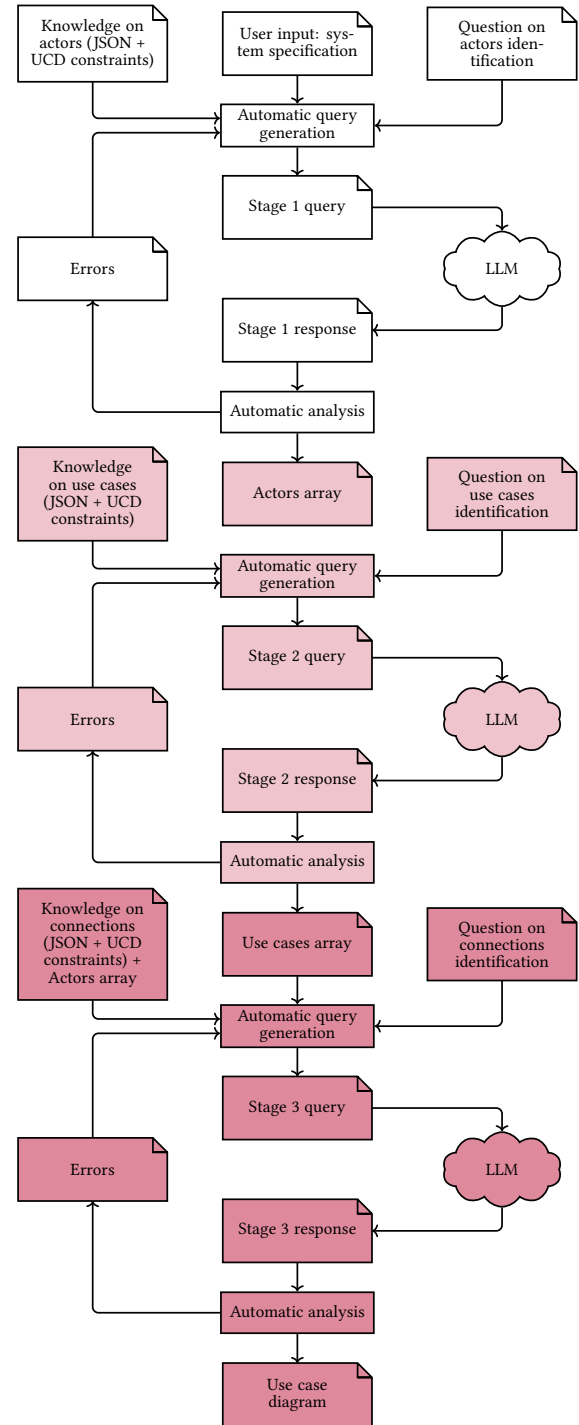 Knowledge on
actors (JSON +
UCD constraints)
User input: sys-
tem specification
Question on
actors iden-
tification
Automatic query
generation
Stage 1 query
Errors
LLM
Stage 1 response
Automatic analysis
Knowledge
on use cases
(JSON + UCD
constraints)
Actors array
Question on
use cases
identification
Automatic query
generation
Stage 2 query
Errors
LLM
Stage 2 response
Automatic analysis
Knowledge on
connections
(JSON + UCD
constraints) +
Actors array
Use cases array
Question on
connections
identification
Automatic query
generation
Stage 3 query
Errors
LLM
Stage 3 response
Automatic analysis
Use case
diagram